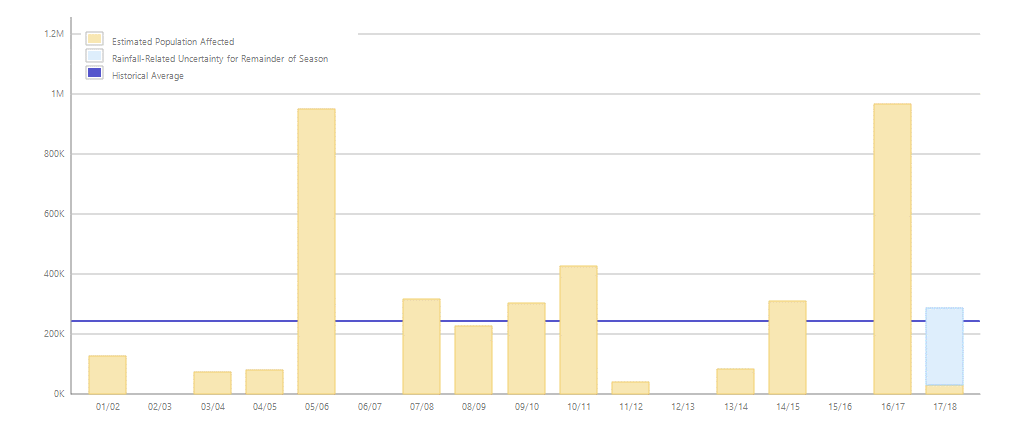 1.2M
Estimated Population Affected
Rainfall-Related Uncertainty for Remainder of Season
Historical Average
1M
800K
600K
400K
200K
0K
01/02 02/03 03/04 04/05 05/06 06/07 07/08 08/09 09/10 10/11 11/12 12/13 13/14 14/15 15/16 16/17 17/18